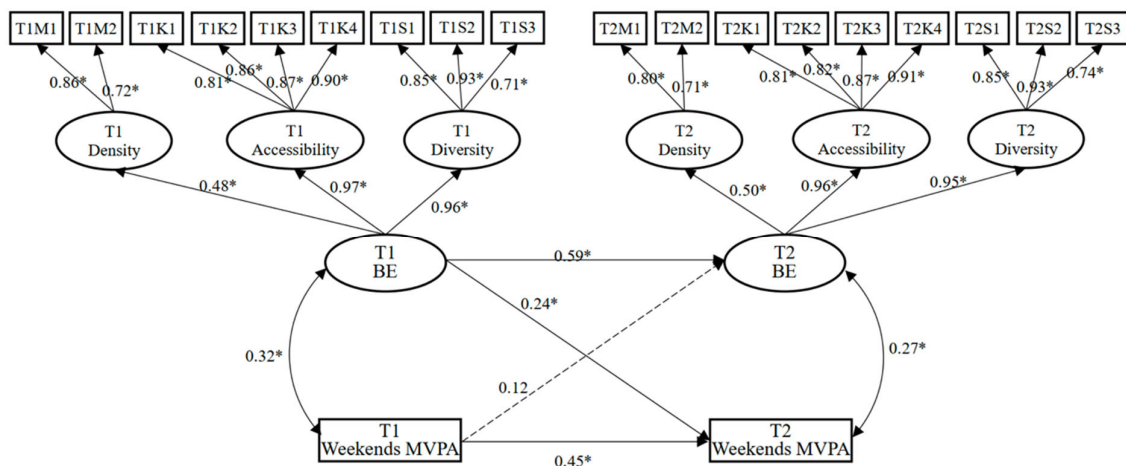 T1M1 T1M2 T1K1 T1K2 T1K3 T1K4 T1S1 T1S2 T1S3 T2M1 T2M2 T2K1 T2K2 T2K3 T2K4 T2S1 T2S2 T2S3
0.86* 0.72* 0.81* 0.86* 0.87* 0.90* 0.85* 0.93* 0.71* 0.80* 0.71* 0.81* 0.82* 0.87* 0.91* 0.85* 0.93* 0.74*
T1
Density
T1
Accessibility
T1
Diversity
T2
Density
T2
Accessibility
T2
Diversity
0.48* 0.97* 0.96* 0.50* 0.96* 0.95*
T1
BE
0.59*
T2
BE
0.24*
0.32* 0.12 0.27*
T1
Weekends MVPA
T2
Weekends MVPA
0.45*